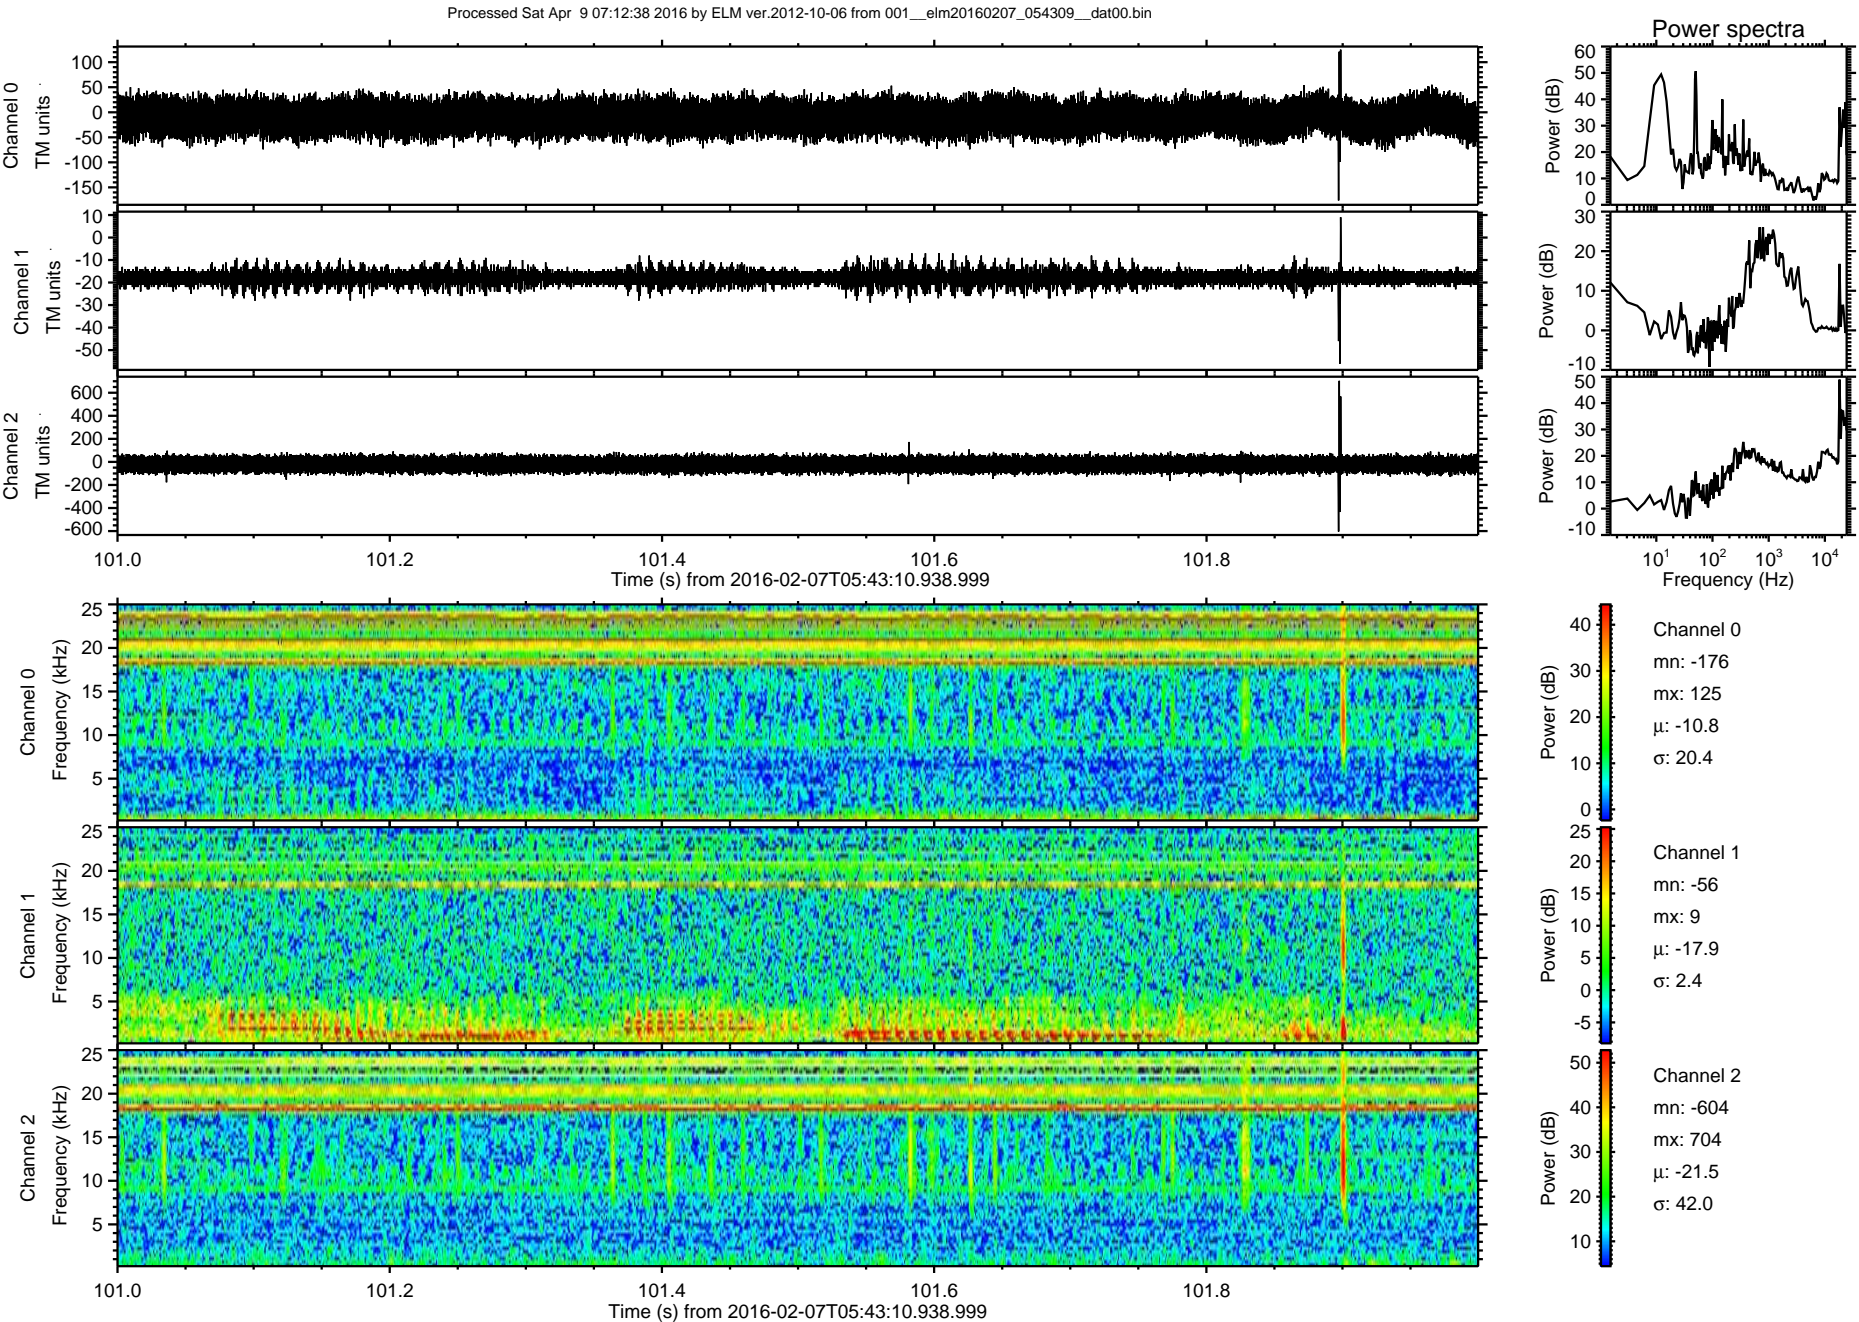 Processed Sat Apr 9 07:12:38 2016 by ELM ver.2012-10-06 from 001__elm20160207_054309__dat00.bin
Power spectra
Channel 0
TM units
100
50
0
-50
-100
-150
Power (dB)
60
50
40
30
20
10
0
Channel 1
TM units
10
0
-10
-20
-30
-40
-50
Power (dB)
30
20
10
0
-10
Channel 2
TM units
600
400
200
0
-200
-400
-600
Power (dB)
50
40
30
20
10
0
-10
101.0 101.2 101.4 101.6 101.8
Time (s) from 2016-02-07T05:43:10.938.999
10¹ 10² 10³ 10⁴
Frequency (Hz)
Channel 0
Frequency (kHz)
25
20
15
10
5
Power (dB)
40
30
20
10
0
Channel 0
mn: -176
mx: 125
μ: -10.8
σ: 20.4
Channel 1
Frequency (kHz)
25
20
15
10
5
Power (dB)
25
20
15
10
5
0
-5
Channel 1
mn: -56
mx: 9
μ: -17.9
σ: 2.4
Channel 2
Frequency (kHz)
25
20
15
10
5
Power (dB)
50
40
30
20
10
Channel 2
mn: -604
mx: 704
μ: -21.5
σ: 42.0
101.0 101.2 101.4 101.6 101.8
Time (s) from 2016-02-07T05:43:10.938.999